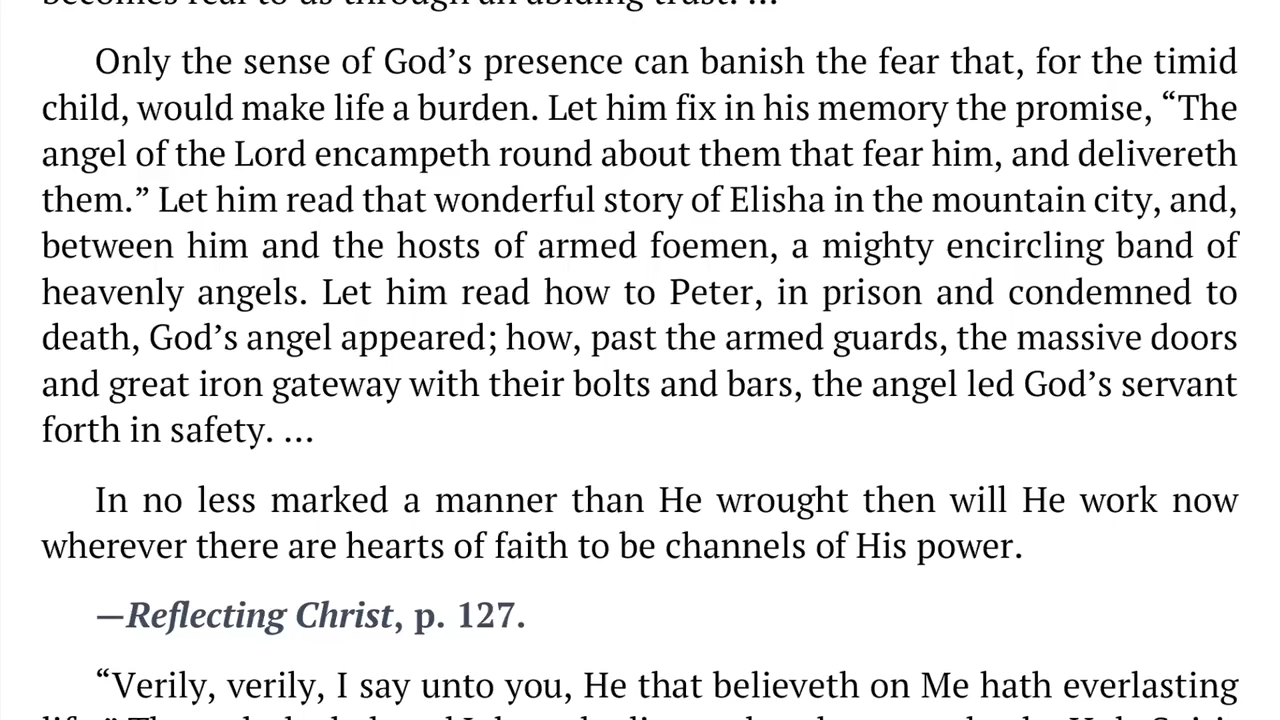 Only the sense of God’s presence can banish the fear that, for the timid
child, would make life a burden. Let him fix in his memory the promise, “The
angel of the Lord encampeth round about them that fear him, and delivereth
them.” Let him read that wonderful story of Elisha in the mountain city, and,
between him and the hosts of armed foemen, a mighty encircling band of
heavenly angels. Let him read how to Peter, in prison and condemned to
death, God’s angel appeared; how, past the armed guards, the massive doors
and great iron gateway with their bolts and bars, the angel led God’s servant
forth in safety. ...
In no less marked a manner than He wrought then will He work now
wherever there are hearts of faith to be channels of His power.
—Reflecting Christ, p. 127.
“Verily, verily, I say unto you, He that believeth on Me hath everlasting